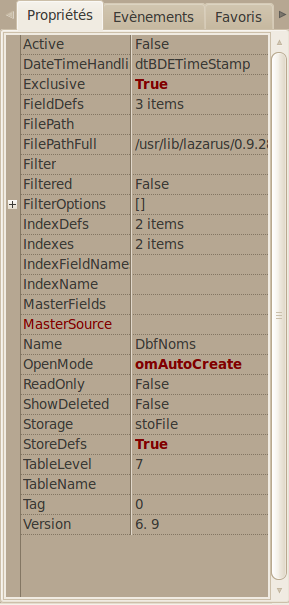 Propriétés Evènements Favoris
Active False
DateTimeHandli dtBDETimeStamp
Exclusive True
FieldDefs 3 items
FilePath
FilePathFull /usr/lib/lazarus/0.9.28
Filter
Filtered False
FilterOptions []
IndexDefs 2 items
Indexes 2 items
IndexFieldName
IndexName
MasterFields
MasterSource
Name DbfNoms
OpenMode omAutoCreate
ReadOnly False
ShowDeleted False
Storage stoFile
StoreDefs True
TableLevel 7
TableName
Tag 0
Version 6. 9